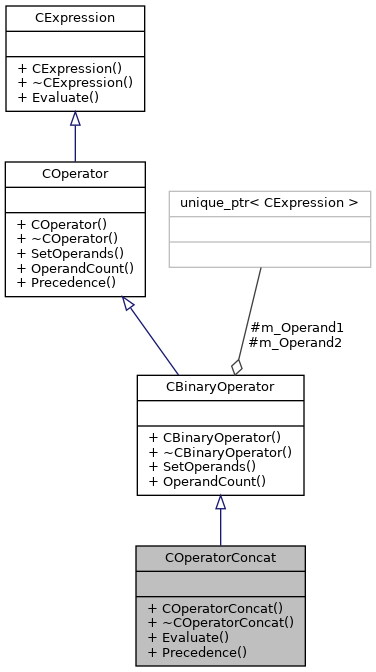 CExpression
+ CExpression()
+ ~CExpression()
+ Evaluate()
COperator
+ COperator()
+ ~COperator()
+ SetOperands()
+ OperandCount()
+ Precedence()
unique_ptr< CExpression >
#m_Operand1
#m_Operand2
CBinaryOperator
+ CBinaryOperator()
+ ~CBinaryOperator()
+ SetOperands()
+ OperandCount()
COperatorConcat
+ COperatorConcat()
+ ~COperatorConcat()
+ Evaluate()
+ Precedence()